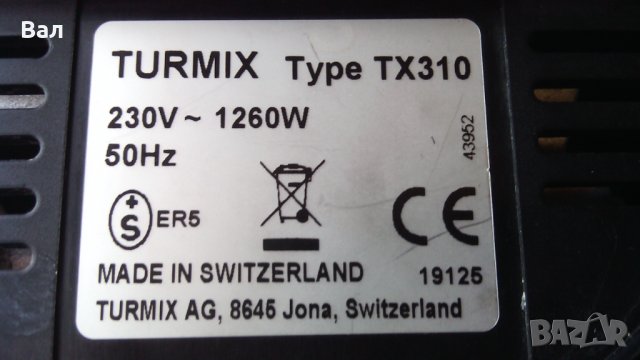 Вал
TURMIX Type TX310
230V ~ 1260W
50Hz
43952
+
S
ER5
CE
MADE IN SWITZERLAND 19125
TURMIX AG, 8645 Jona, Switzerland
BAZAR